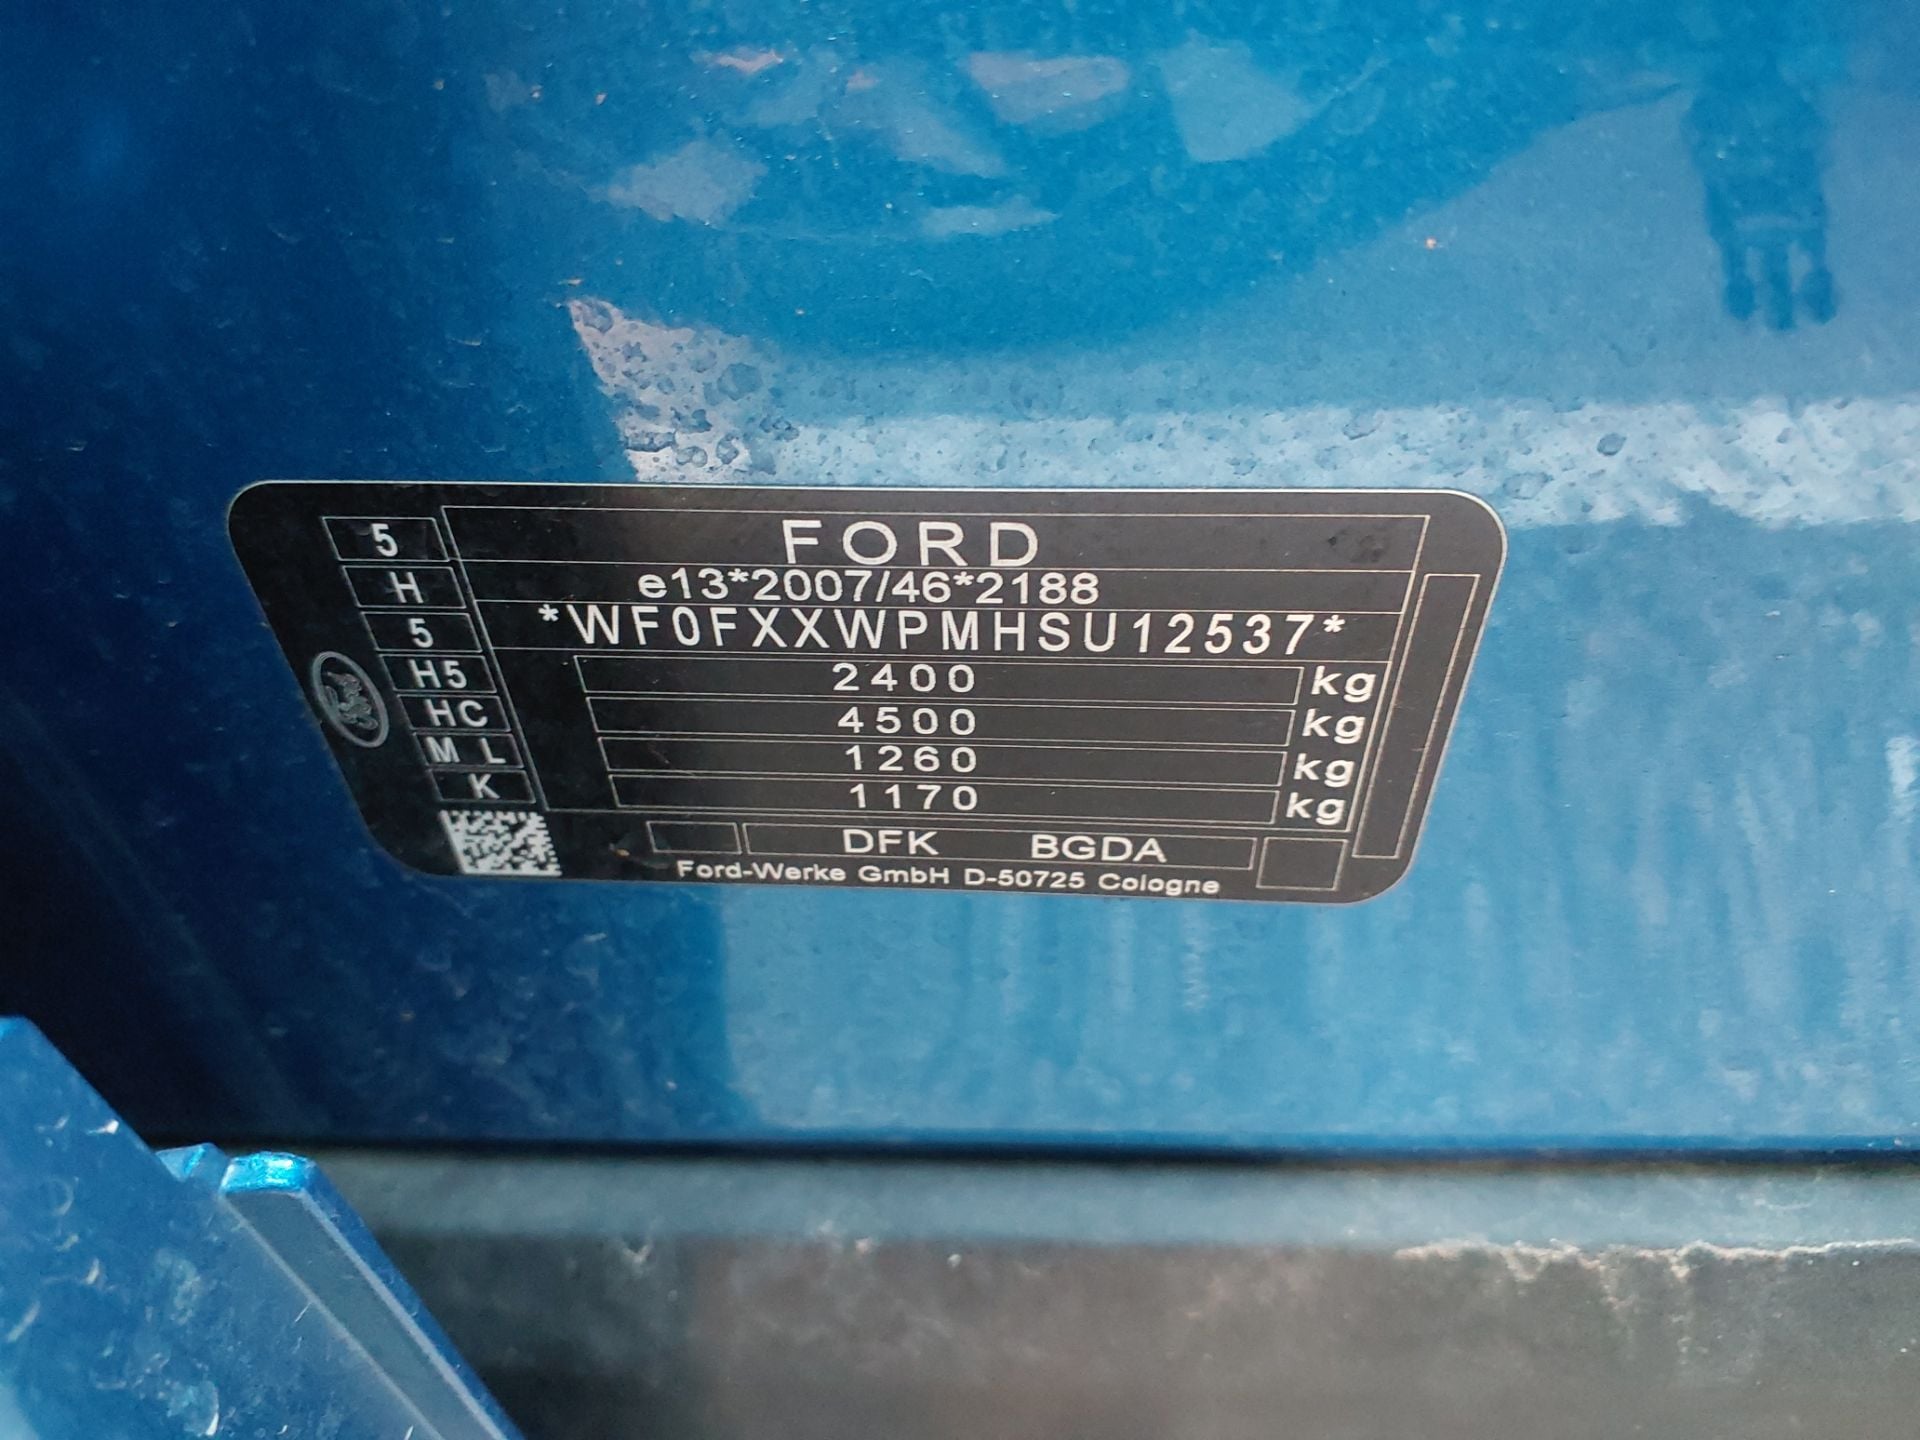 5
H
5
H5
HC
M L
K
FORD
e13*2007/46*2188
*WF0FXXWPMHSU12537*
2400 kg
4500 kg
1260 kg
1170 kg
DFK BGDA
Ford-Werke GmbH D-50725 Cologne